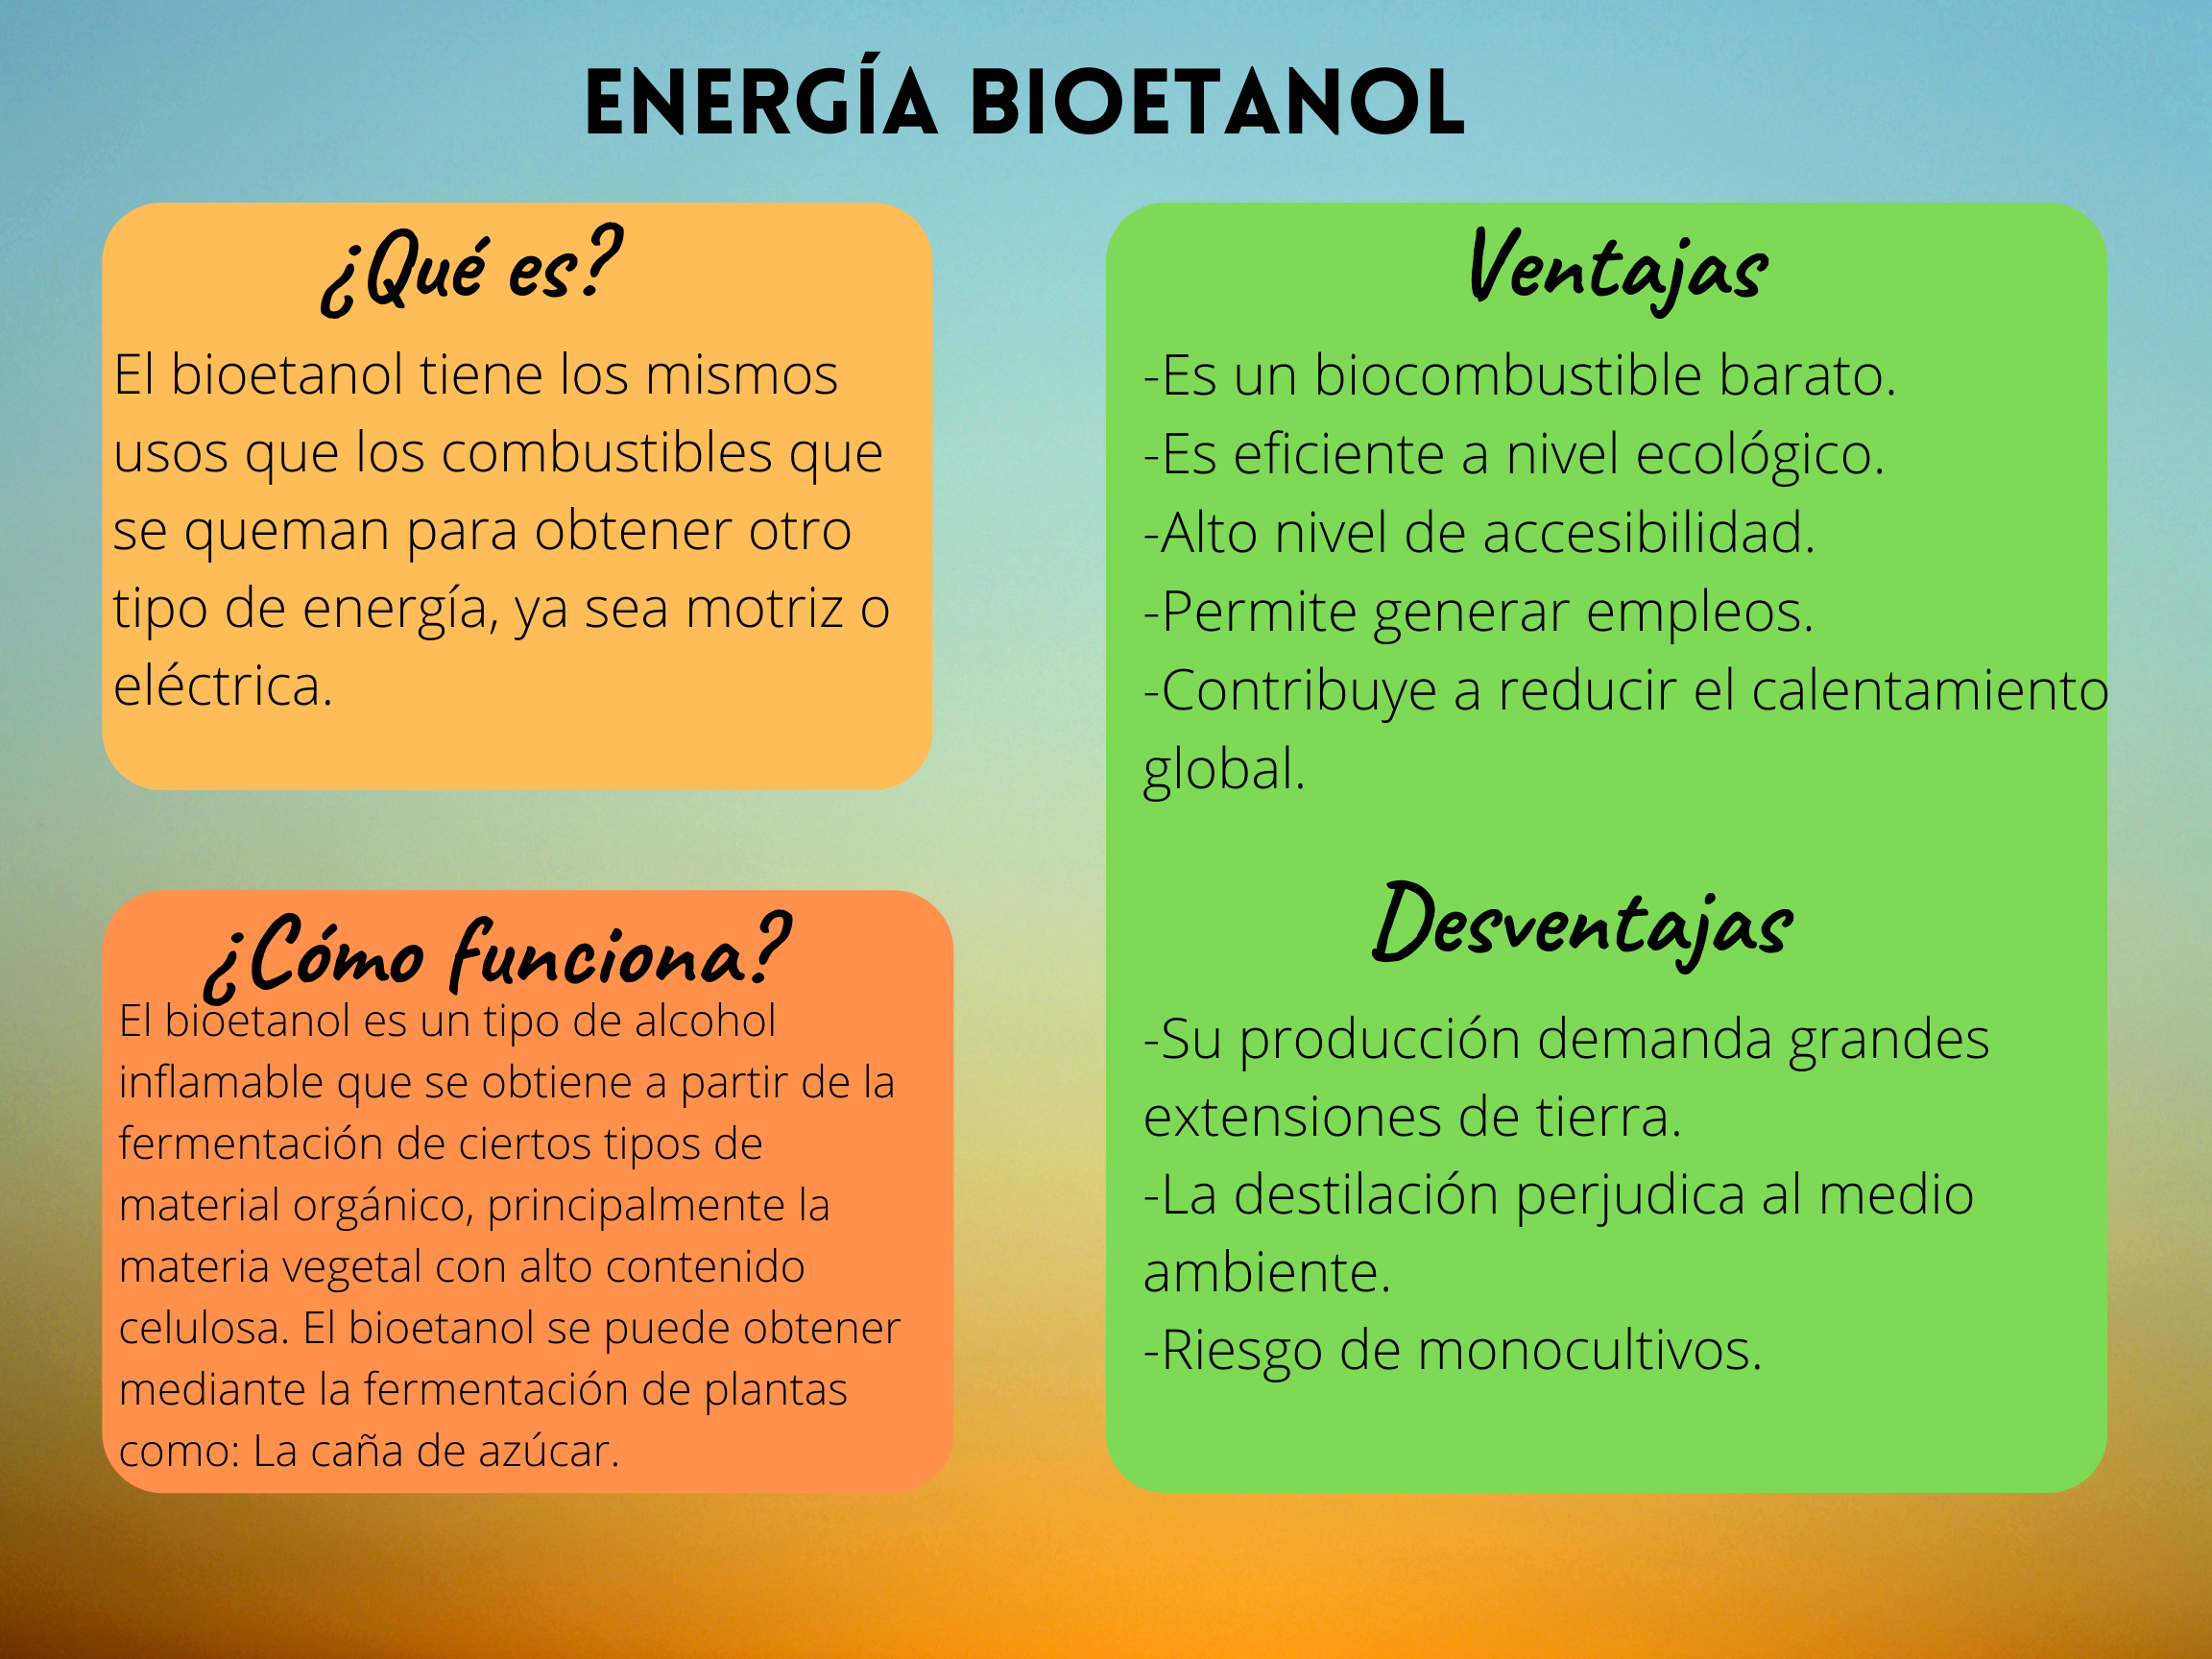 ENERGÍA BIOETANOL
¿Qué es?
El bioetanol tiene los mismos
usos que los combustibles que
se queman para obtener otro
tipo de energía, ya sea motriz o
eléctrica.
¿Cómo funciona?
El bioetanol es un tipo de alcohol
inflamable que se obtiene a partir de la
fermentación de ciertos tipos de
material orgánico, principalmente la
materia vegetal con alto contenido
celulosa. El bioetanol se puede obtener
mediante la fermentación de plantas
como: La caña de azúcar.
Ventajas
-Es un biocombustible barato.
-Es eficiente a nivel ecológico.
-Alto nivel de accesibilidad.
-Permite generar empleos.
-Contribuye a reducir el calentamiento
global.
Desventajas
-Su producción demanda grandes
extensiones de tierra.
-La destilación perjudica al medio
ambiente.
-Riesgo de monocultivos.